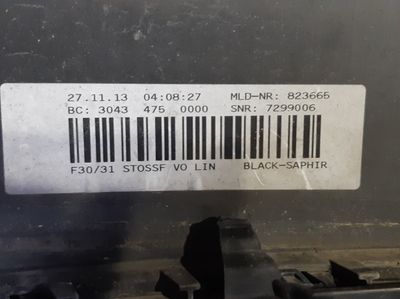 27.11.13 04:08:27 MLD-NR: 823665
BC: 3043 475 0000 SNR: 7299006
F30/31 STOSSF VO LIN BLACK-SAPHIR